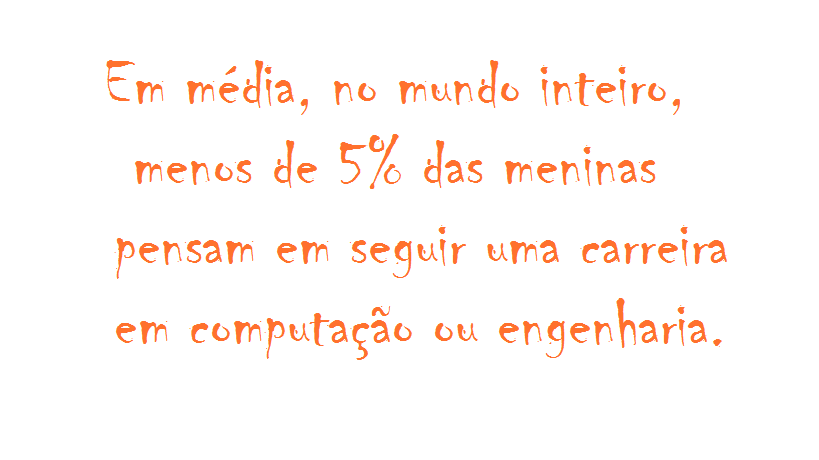 Em média, no mundo inteiro,
menos de 5% das meninas
pensam em seguir uma carreira
em computação ou engenharia.